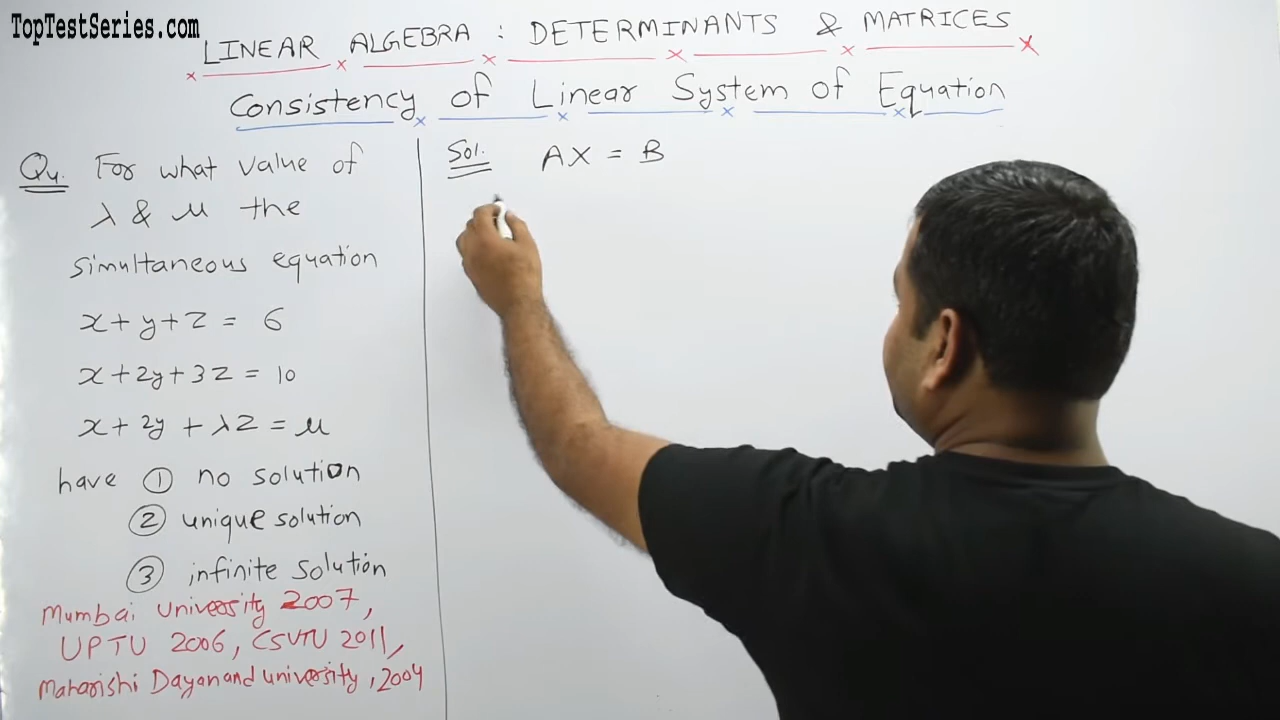 TopTestSeries.com
LINEAR ALGEBRA : DETERMINANTS & MATRICES
Consistency of Linear System of Equation
Qu. For what value of
λ & μ the
simultaneous equation
x + y + z = 6
x + 2y + 3z = 10
x + 2y + λz = μ
have ① no solution
② unique solution
③ infinite solution
Mumbai University 2007,
UPTU 2006, CSVTU 2011,
Maharishi Dayanand university, 2004
Sol. AX = B